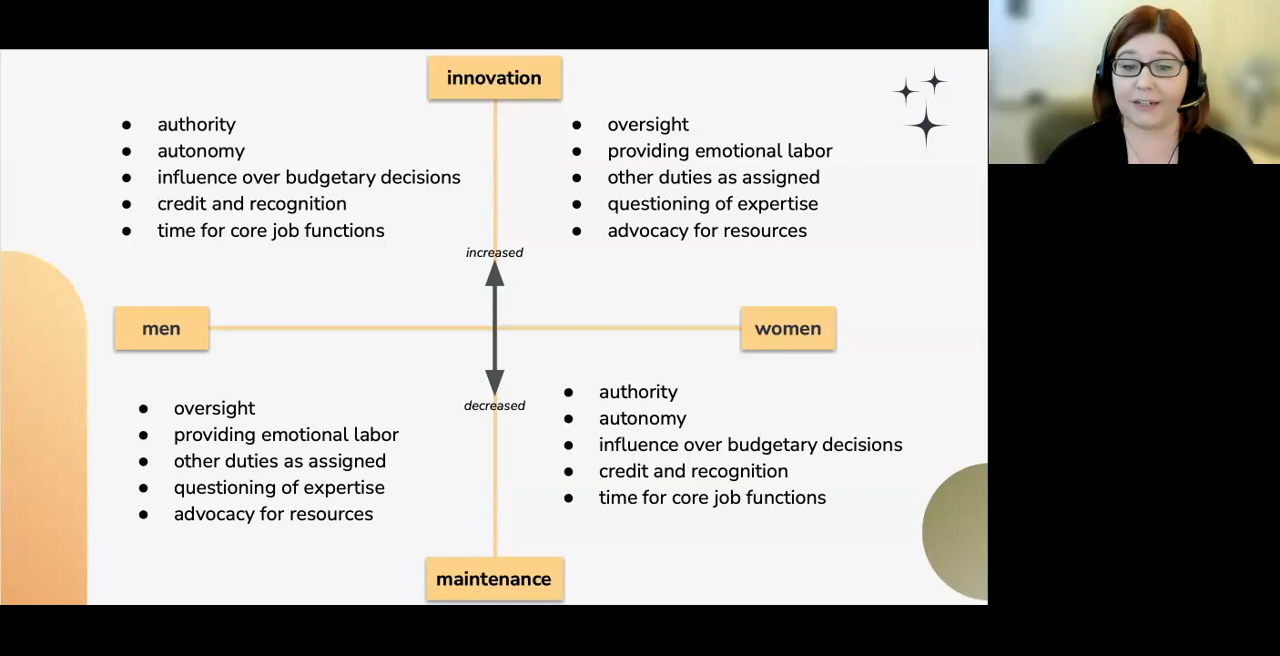 innovation
authority
autonomy
influence over budgetary decisions
credit and recognition
time for core job functions
oversight
providing emotional labor
other duties as assigned
questioning of expertise
advocacy for resources
increased
men
women
decreased
oversight
providing emotional labor
other duties as assigned
questioning of expertise
advocacy for resources
authority
autonomy
influence over budgetary decisions
credit and recognition
time for core job functions
maintenance